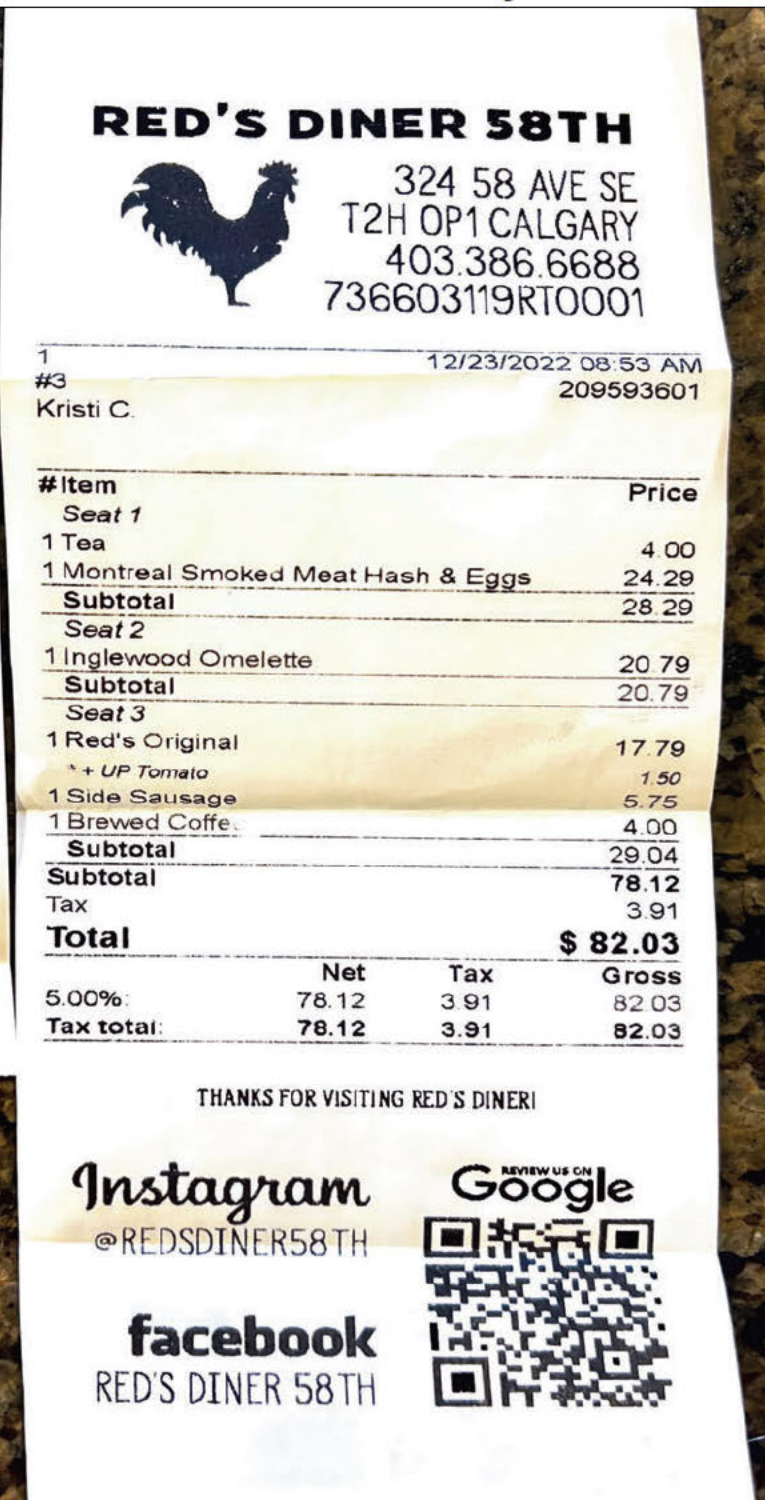 RED'S DINER 58TH
324 58 AVE SE
T2H 0P1 CALGARY
403.386.6688
736603119RT0001
1 12/23/2022 08:53 AM
#3 209593601
Kristi C.
# Item Price
Seat 1
1 Tea 4.00
1 Montreal Smoked Meat Hash & Eggs 24.29
Subtotal 28.29
Seat 2
1 Inglewood Omelette 20.79
Subtotal 20.79
Seat 3
1 Red's Original 17.79
* + UP Tomato 1.50
1 Side Sausage 5.75
1 Brewed Coffe 4.00
Subtotal 29.04
Subtotal 78.12
Tax 3.91
Total $ 82.03
Net Tax Gross
5.00%: 78.12 3.91 82.03
Tax total: 78.12 3.91 82.03
THANKS FOR VISITING RED'S DINER!
Instagram
@REDSDINER58TH
REVIEW US ON
Google
facebook
RED'S DINER 58TH